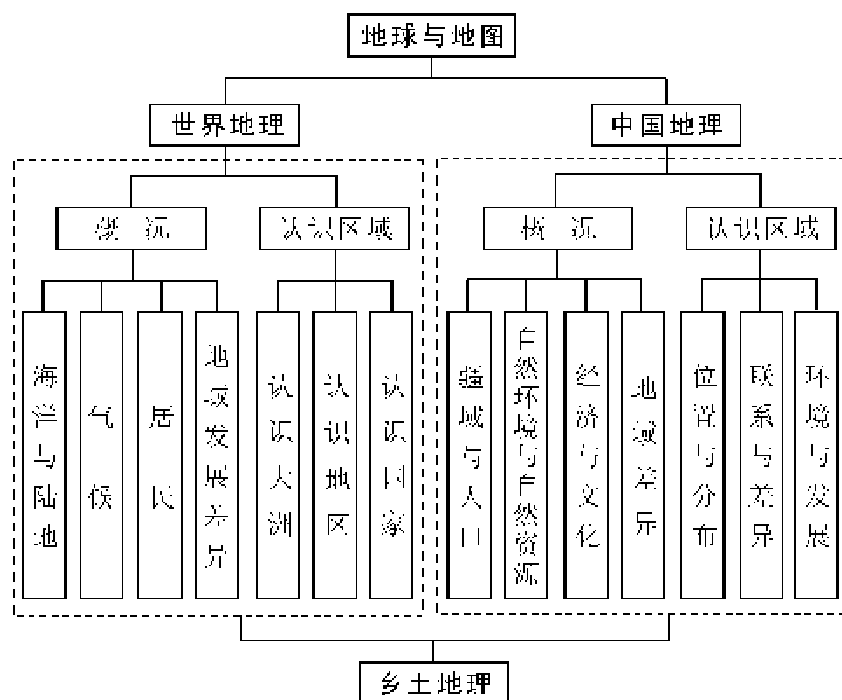 地球与地图
世界地理
中国地理
概况
认识区域
概况
认识区域
海洋与陆地
气候
居民
地域发展差异
认识大洲
认识地区
认识国家
疆域与人口
自然环境与自然资源
经济与文化
地域差异
位置与分布
联系与差异
环境与发展
乡土地理